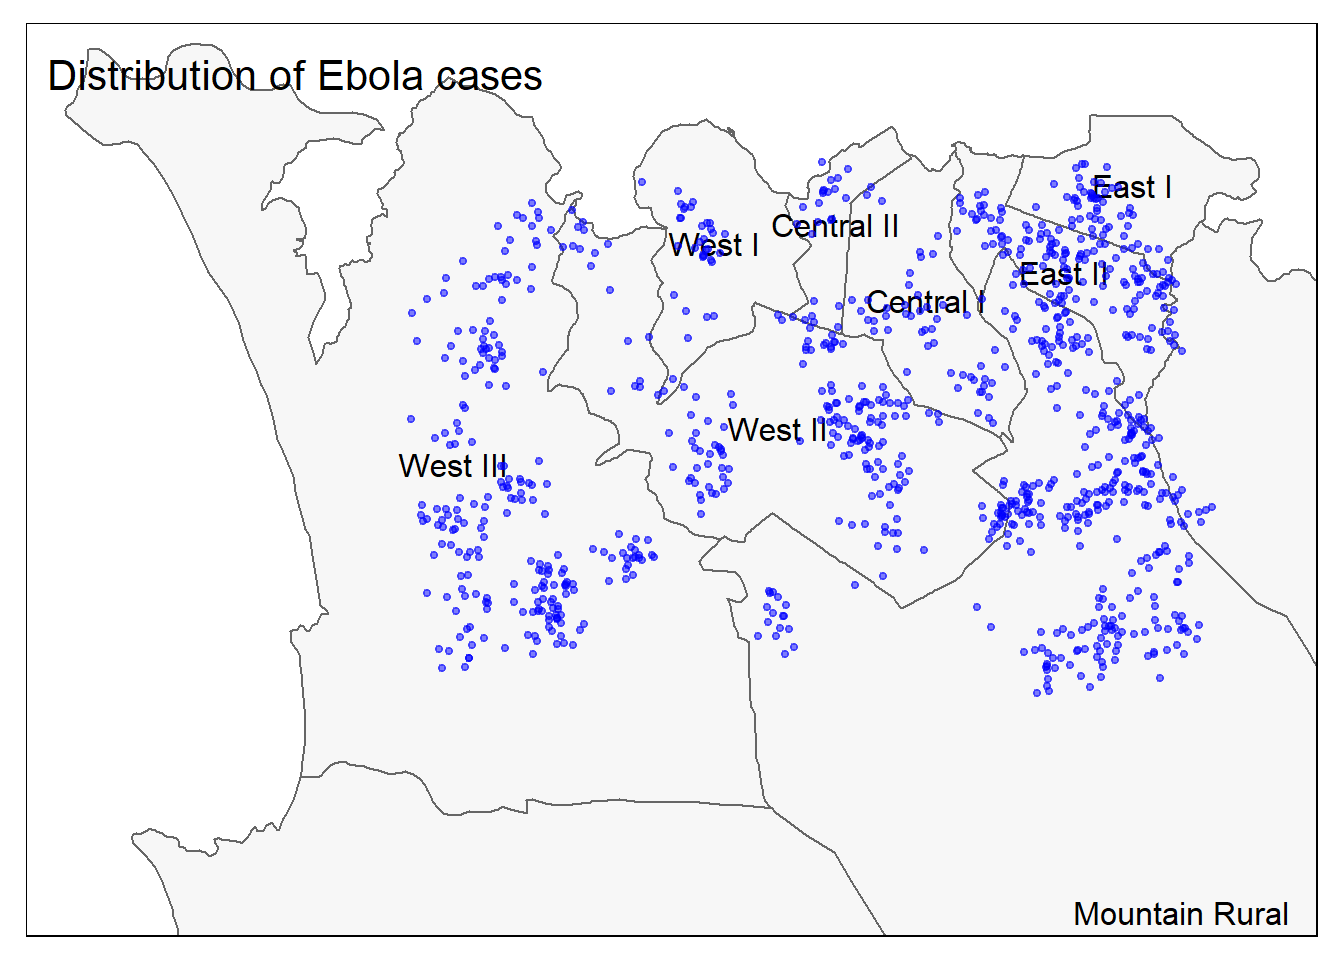 Distribution of Ebola cases
East I
Central II
West I
East II
Central I
West II
West III
Mountain Rural